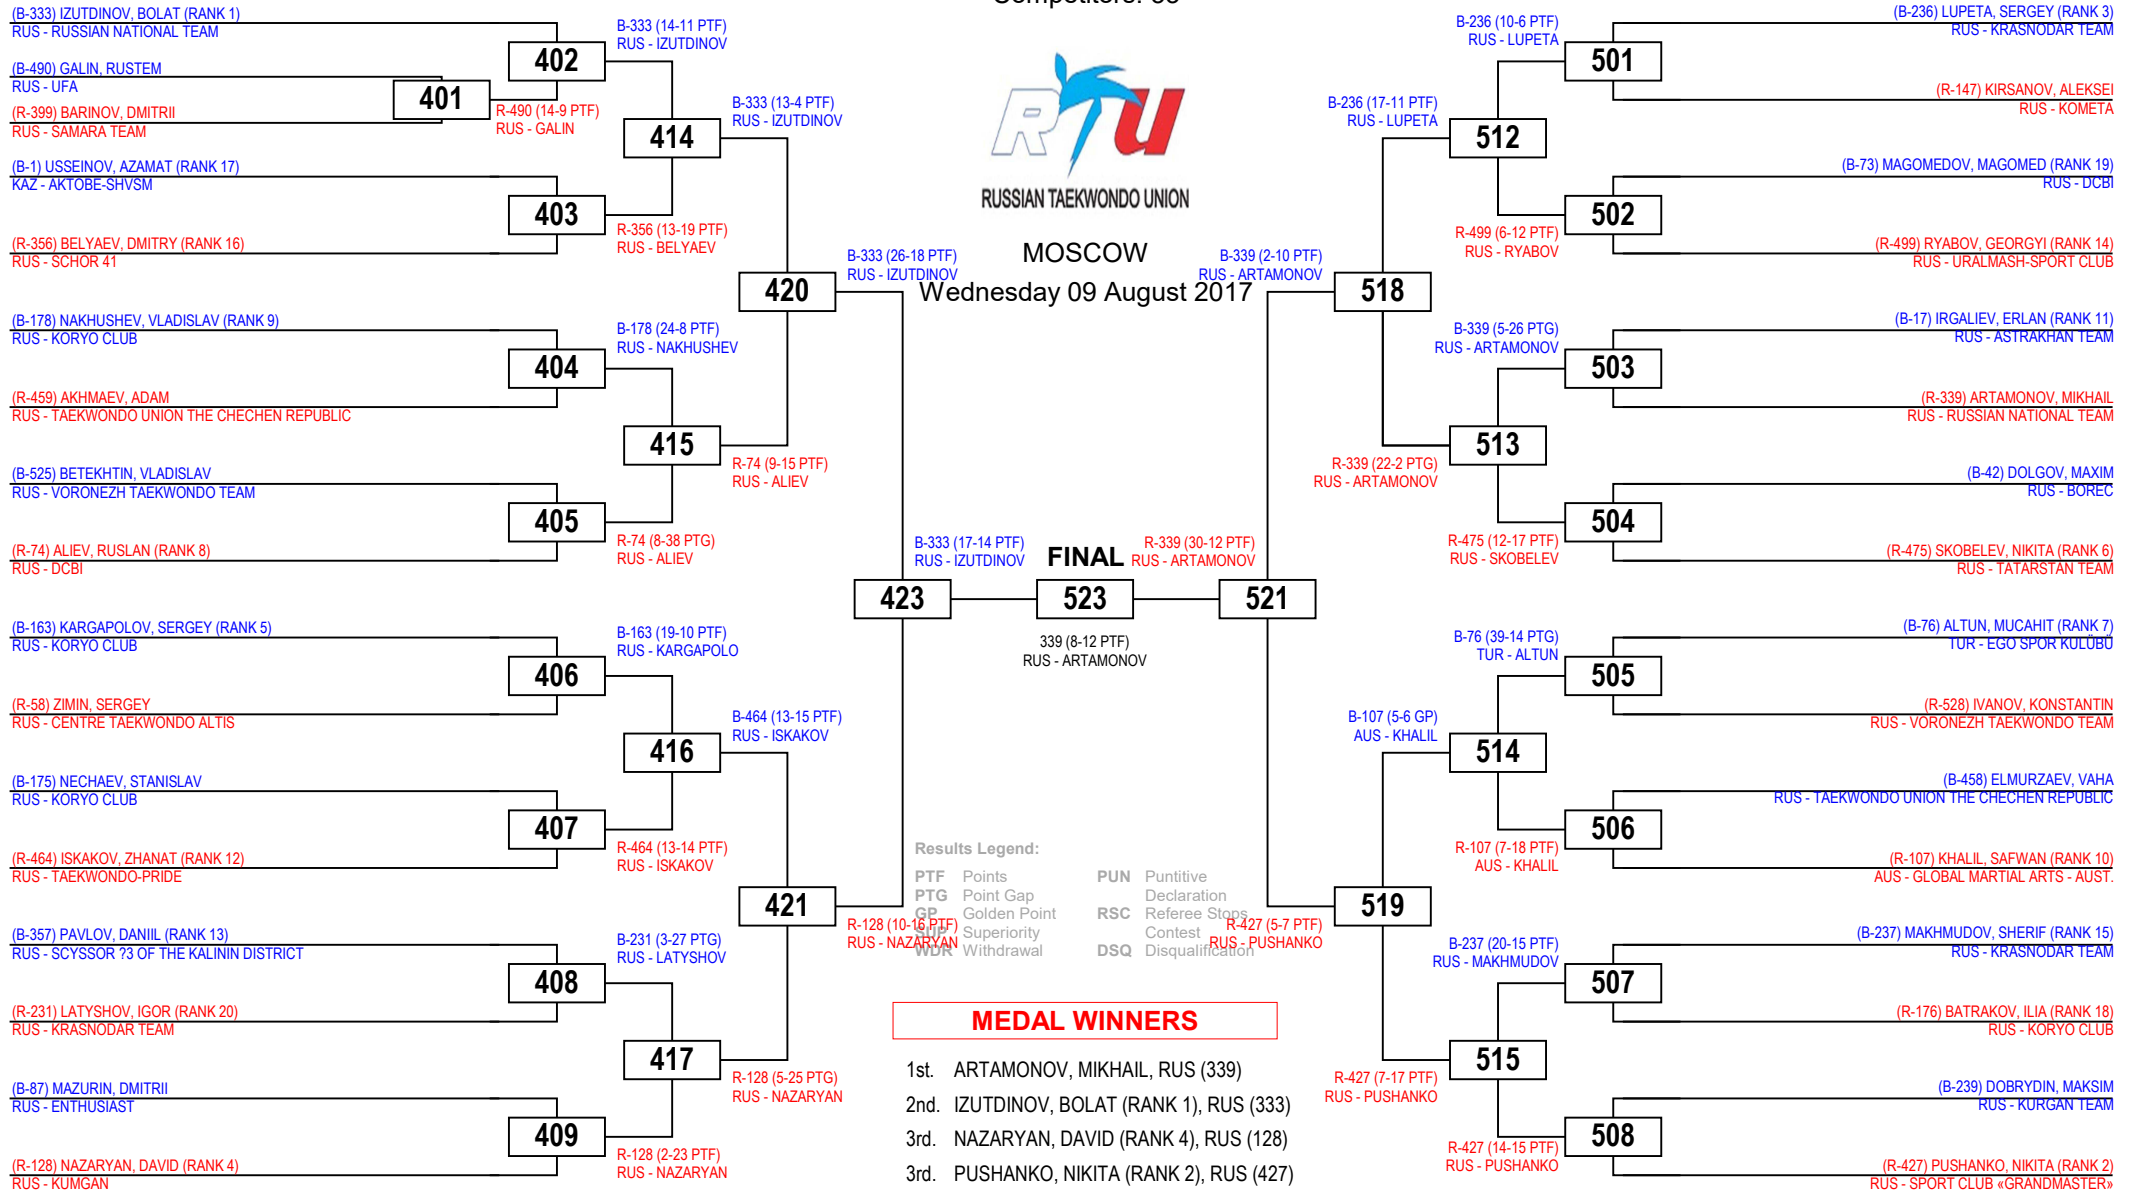 (B-333) IZUTDINOV, BOLAT (RANK 1)
RUS - RUSSIAN NATIONAL TEAM
(B-490) GALIN, RUSTEM
RUS - UFA
(R-399) BARINOV, DMITRII
RUS - SAMARA TEAM
(B-1) USSEINOV, AZAMAT (RANK 17)
KAZ - AKTOBE-SHVSM
(R-356) BELYAEV, DMITRY (RANK 16)
RUS - SCHOR 41
(B-178) NAKHUSHEV, VLADISLAV (RANK 9)
RUS - KORYO CLUB
(R-459) AKHMAEV, ADAM
RUS - TAEKWONDO UNION THE CHECHEN REPUBLIC
(B-525) BETEKHTIN, VLADISLAV
RUS - VORONEZH TAEKWONDO TEAM
(R-74) ALIEV, RUSLAN (RANK 8)
RUS - DCBI
(B-163) KARGAPOLOV, SERGEY (RANK 5)
RUS - KORYO CLUB
(R-58) ZIMIN, SERGEY
RUS - CENTRE TAEKWONDO ALTIS
(B-175) NECHAEV, STANISLAV
RUS - KORYO CLUB
(R-464) ISKAKOV, ZHANAT (RANK 12)
RUS - TAEKWONDO-PRIDE
(B-357) PAVLOV, DANIIL (RANK 13)
RUS - SCYSSOR ?3 OF THE KALININ DISTRICT
(R-231) LATYSHOV, IGOR (RANK 20)
RUS - KRASNODAR TEAM
(B-87) MAZURIN, DMITRII
RUS - ENTHUSIAST
(R-128) NAZARYAN, DAVID (RANK 4)
RUS - KUMGAN
401
R-490 (14-9 PTF)
RUS - GALIN
402
403
404
405
406
407
408
409
B-333 (14-11 PTF)
RUS - IZUTDINOV
R-356 (13-19 PTF)
RUS - BELYAEV
B-178 (24-8 PTF)
RUS - NAKHUSHEV
R-74 (8-38 PTG)
RUS - ALIEV
B-163 (19-10 PTF)
RUS - KARGAPOLO
R-464 (13-14 PTF)
RUS - ISKAKOV
B-231 (3-27 PTG)
RUS - LATYSHOV
R-128 (2-23 PTF)
RUS - NAZARYAN
414
415
416
417
B-333 (13-4 PTF)
RUS - IZUTDINOV
R-74 (9-15 PTF)
RUS - ALIEV
B-464 (13-15 PTF)
RUS - ISKAKOV
R-128 (5-25 PTG)
RUS - NAZARYAN
420
421
B-333 (26-18 PTF)
RUS - IZUTDINOV
R-128 (10-16 PTF)
RUS - NAZARYAN
423
B-333 (17-14 PTF)
RUS - IZUTDINOV
RTU
RUSSIAN TAEKWONDO UNION
MOSCOW
Wednesday 09 August 2017
FINAL
523
339 (8-12 PTF)
RUS - ARTAMONOV
R-339 (30-12 PTF)
RUS - ARTAMONOV
521
B-339 (2-10 PTF)
RUS - ARTAMONOV
R-427 (5-7 PTF)
RUS - PUSHANKO
518
519
B-236 (17-11 PTF)
RUS - LUPETA
R-339 (22-2 PTG)
RUS - ARTAMONOV
B-107 (5-6 GP)
AUS - KHALIL
R-427 (7-17 PTF)
RUS - PUSHANKO
512
513
514
515
B-236 (10-6 PTF)
RUS - LUPETA
R-499 (6-12 PTF)
RUS - RYABOV
B-339 (5-26 PTG)
RUS - ARTAMONOV
R-475 (12-17 PTF)
RUS - SKOBELEV
B-76 (39-14 PTG)
TUR - ALTUN
R-107 (7-18 PTF)
AUS - KHALIL
B-237 (20-15 PTF)
RUS - MAKHMUDOV
R-427 (14-15 PTF)
RUS - PUSHANKO
501
502
503
504
505
506
507
508
(B-236) LUPETA, SERGEY (RANK 3)
RUS - KRASNODAR TEAM
(R-147) KIRSANOV, ALEKSEI
RUS - KOMETA
(B-73) MAGOMEDOV, MAGOMED (RANK 19)
RUS - DCBI
(R-499) RYABOV, GEORGYI (RANK 14)
RUS - URALMASH-SPORT CLUB
(B-17) IRGALIEV, ERLAN (RANK 11)
RUS - ASTRAKHAN TEAM
(R-339) ARTAMONOV, MIKHAIL
RUS - RUSSIAN NATIONAL TEAM
(B-42) DOLGOV, MAXIM
RUS - BOREC
(R-475) SKOBELEV, NIKITA (RANK 6)
RUS - TATARSTAN TEAM
(B-76) ALTUN, MUCAHIT (RANK 7)
TUR - EGO SPOR KULÜBÜ
(R-528) IVANOV, KONSTANTIN
RUS - VORONEZH TAEKWONDO TEAM
(B-458) ELMURZAEV, VAHA
RUS - TAEKWONDO UNION THE CHECHEN REPUBLIC
(R-107) KHALIL, SAFWAN (RANK 10)
AUS - GLOBAL MARTIAL ARTS - AUST.
(B-237) MAKHMUDOV, SHERIF (RANK 15)
RUS - KRASNODAR TEAM
(R-176) BATRAKOV, ILIA (RANK 18)
RUS - KORYO CLUB
(B-239) DOBRYDIN, MAKSIM
RUS - KURGAN TEAM
(R-427) PUSHANKO, NIKITA (RANK 2)
RUS - SPORT CLUB «GRANDMASTER»
Results Legend:
PTF Points
PTG Point Gap
GP Golden Point
SUP Superiority
WDR Withdrawal
PUN Puntitive
Declaration
RSC Referee Stops
Contest
DSQ Disqualification
MEDAL WINNERS
1st. ARTAMONOV, MIKHAIL, RUS (339)
2nd. IZUTDINOV, BOLAT (RANK 1), RUS (333)
3rd. NAZARYAN, DAVID (RANK 4), RUS (128)
3rd. PUSHANKO, NIKITA (RANK 2), RUS (427)